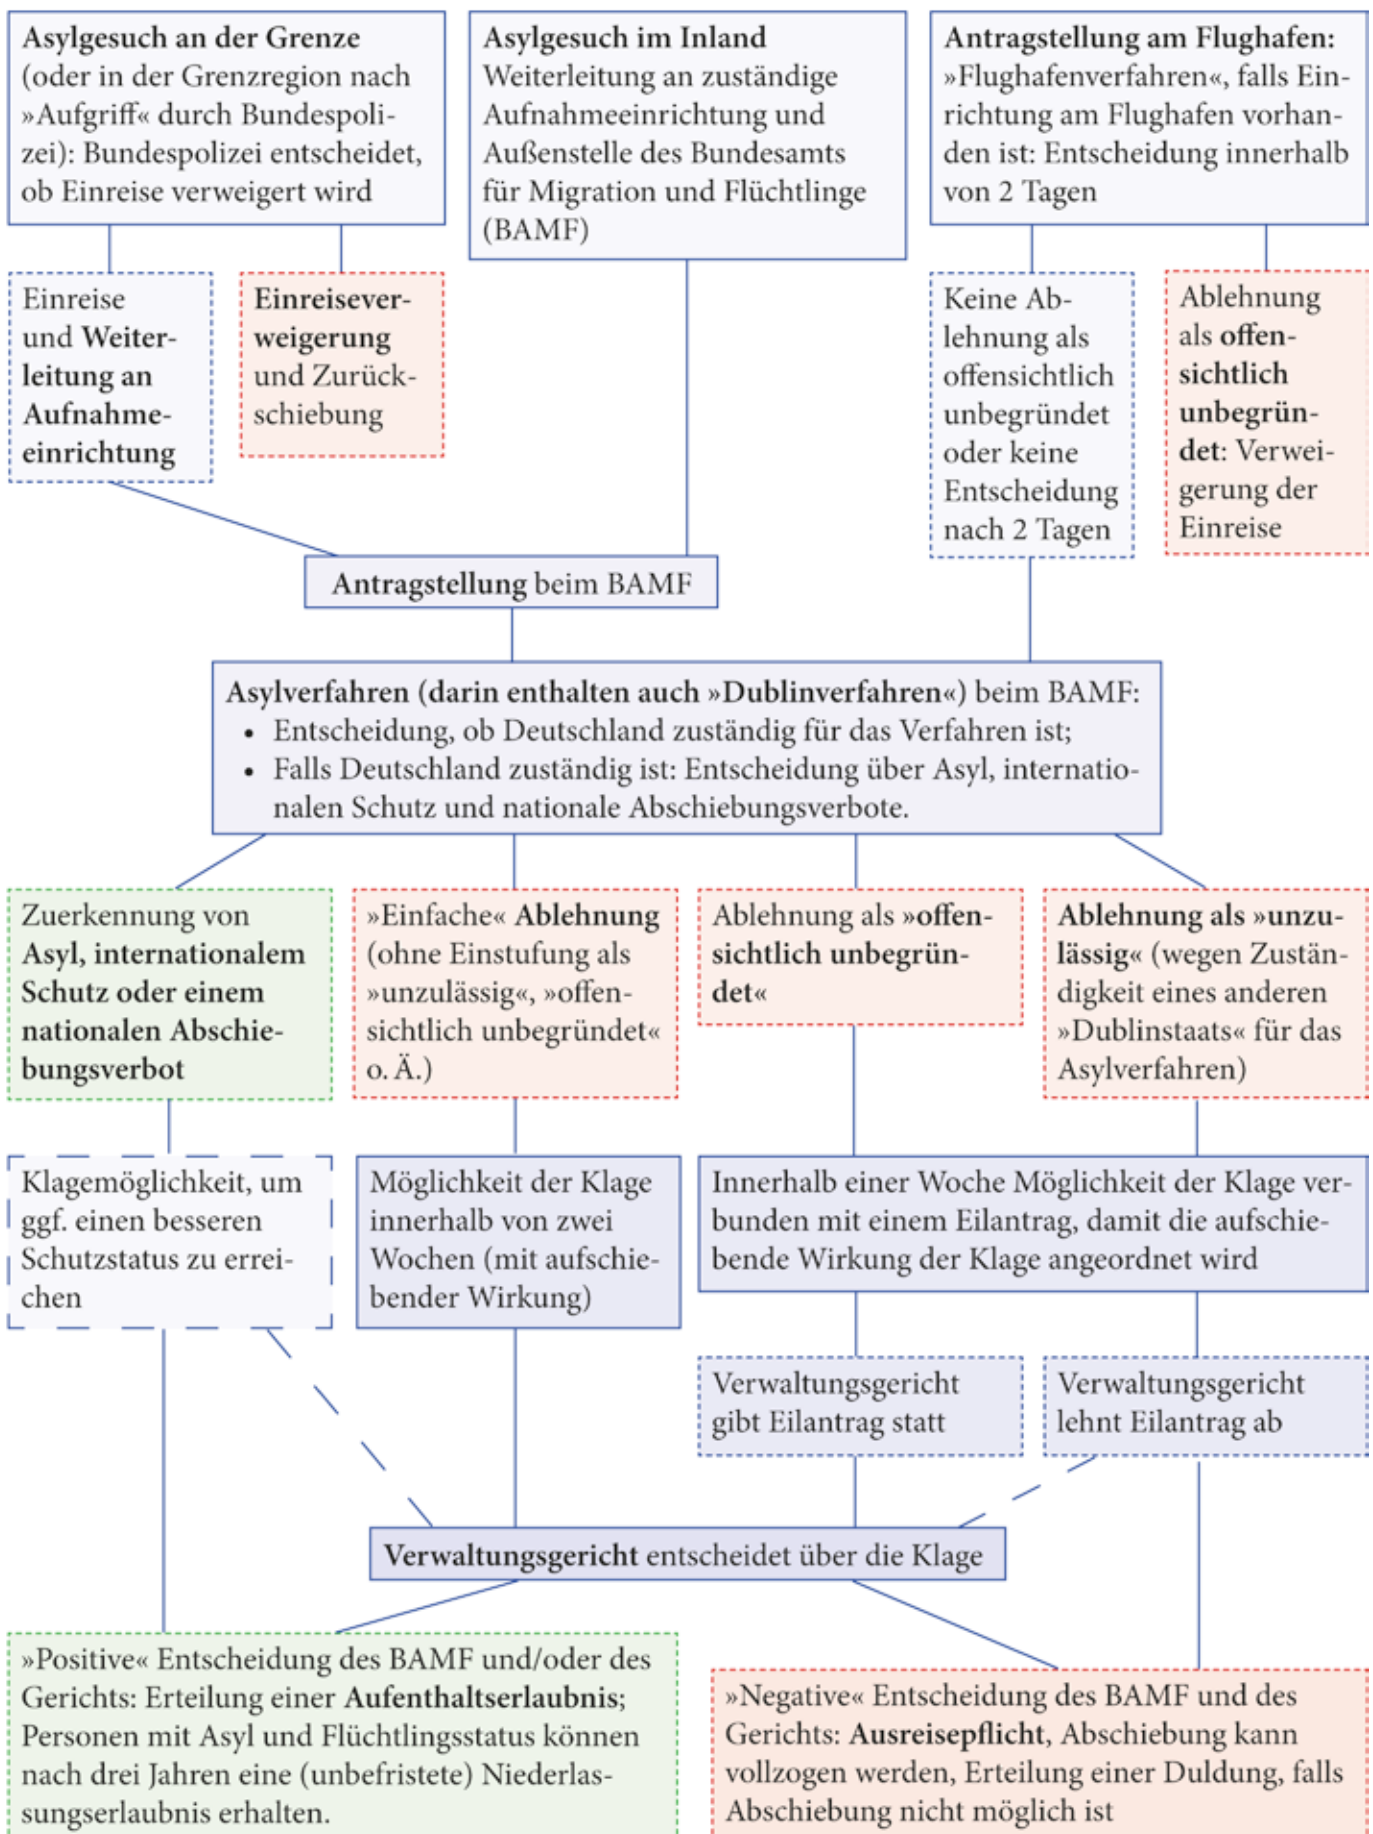 Asylgesuch an der Grenze
(oder in der Grenzregion nach
»Aufgriff« durch Bundespoli-
zei): Bundespolizei entscheidet,
ob Einreise verweigert wird
Asylgesuch im Inland
Weiterleitung an zuständige
Aufnahmeeinrichtung und
Außenstelle des Bundesamts
für Migration und Flüchtlinge
(BAMF)
Antragstellung am Flughafen:
»Flughafenverfahren«, falls Ein-
richtung am Flughafen vorhan-
den ist: Entscheidung innerhalb
von 2 Tagen
Einreise
und Weiter-
leitung an
Aufnahme-
einrichtung
Einreisever-
weigerung
und Zurück-
schiebung
Keine Ab-
lehnung als
offensichtlich
unbegründet
oder keine
Entscheidung
nach 2 Tagen
Ablehnung
als offen-
sichtlich
unbegrün-
det: Verwei-
gerung der
Einreise
Antragstellung beim BAMF
Asylverfahren (darin enthalten auch »Dublinverfahren«) beim BAMF:
• Entscheidung, ob Deutschland zuständig für das Verfahren ist;
• Falls Deutschland zuständig ist: Entscheidung über Asyl, internatio-
nalen Schutz und nationale Abschiebungsverbote.
Zuerkennung von
Asyl, internationalem
Schutz oder einem
nationalen Abschie-
bungsverbot
»Einfache« Ablehnung
(ohne Einstufung als
»unzulässig«, »offen-
sichtlich unbegründet«
o. Ä.)
Ablehnung als »offen-
sichtlich unbegrün-
det«
Ablehnung als »unzu-
lässig« (wegen Zustän-
digkeit eines anderen
»Dublinstaats« für das
Asylverfahren)
Klagemöglichkeit, um
ggf. einen besseren
Schutzstatus zu errei-
chen
Möglichkeit der Klage
innerhalb von zwei
Wochen (mit aufschie-
bender Wirkung)
Innerhalb einer Woche Möglichkeit der Klage ver-
bunden mit einem Eilantrag, damit die aufschie-
bende Wirkung der Klage angeordnet wird
Verwaltungsgericht
gibt Eilantrag statt
Verwaltungsgericht
lehnt Eilantrag ab
Verwaltungsgericht entscheidet über die Klage
»Positive« Entscheidung des BAMF und/oder des
Gerichts: Erteilung einer Aufenthaltserlaubnis;
Personen mit Asyl und Flüchtlingsstatus können
nach drei Jahren eine (unbefristete) Niederlas-
sungserlaubnis erhalten.
»Negative« Entscheidung des BAMF und des
Gerichts: Ausreisepflicht, Abschiebung kann
vollzogen werden, Erteilung einer Duldung, falls
Abschiebung nicht möglich ist